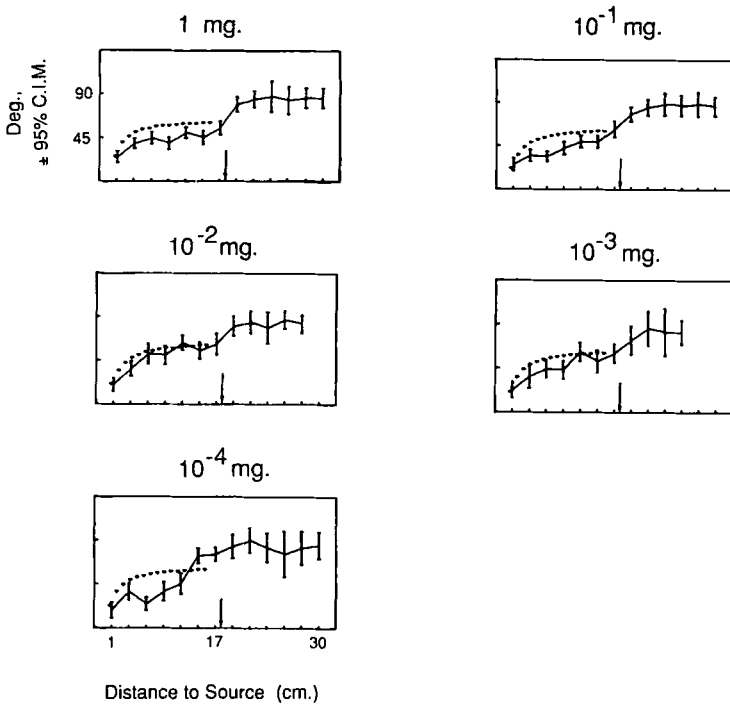 1 mg.
10⁻¹ mg.
Deg.,
± 95% C.I.M.
90
45
10⁻² mg.
10⁻³ mg.
10⁻⁴ mg.
1
17
30
Distance to Source (cm.)